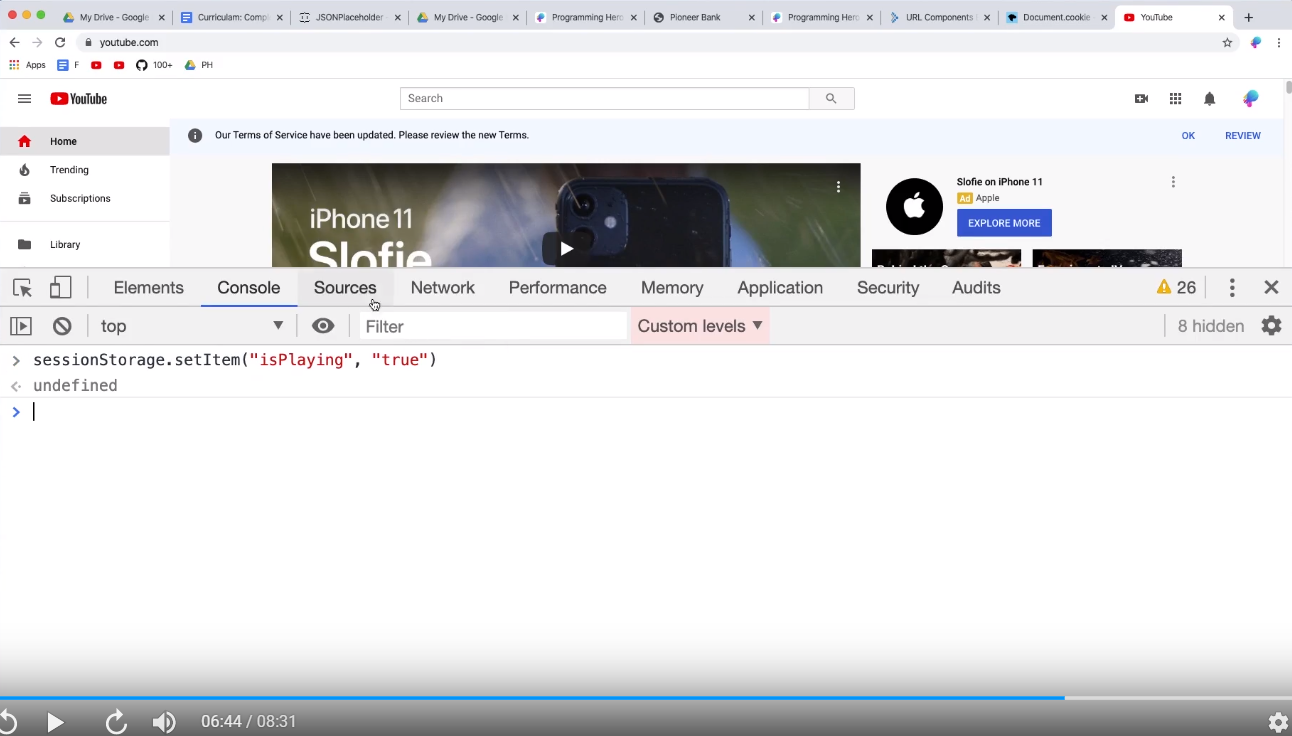 My Drive - Google
Curriculam: Compl
JSONPlaceholder -
My Drive - Google
Programming Hero
Pioneer Bank
Programming Hero
URL Components
Document.cookie
YouTube
youtube.com
Apps F 100+ PH
YouTube
Search
Our Terms of Service have been updated. Please review the new Terms.
OK REVIEW
Home
Trending
Subscriptions
Library
iPhone 11
Slofie
Slofie on iPhone 11
Ad Apple
EXPLORE MORE
Elements Console Sources Network Performance Memory Application Security Audits 26
top Filter Custom levels 8 hidden
sessionStorage.setItem("isPlaying", "true")
undefined
06:44 / 08:31